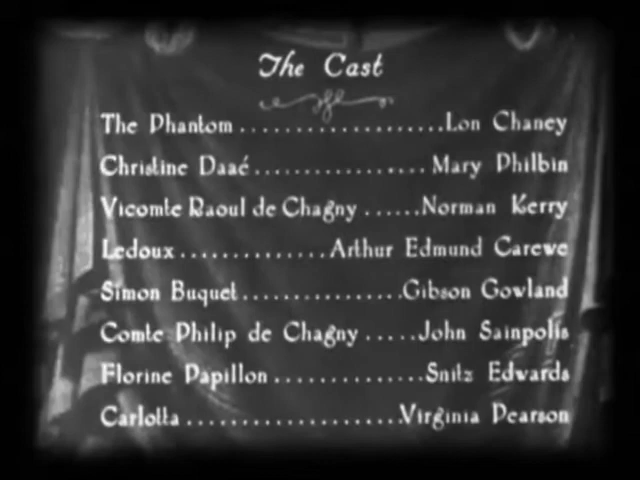 The Cast
The Phantom...................Lon Chaney
Christine Daaé................Mary Philbin
Vicomte Raoul de Chagny......Norman Kerry
Ledoux.............Arthur Edmund Carewe
Simon Buquet...............Gibson Gowland
Comte Philip de Chagny.....John Sainpolis
Florine Papillon..............Snitz Edwards
Carlotta.....................Virginia Pearson